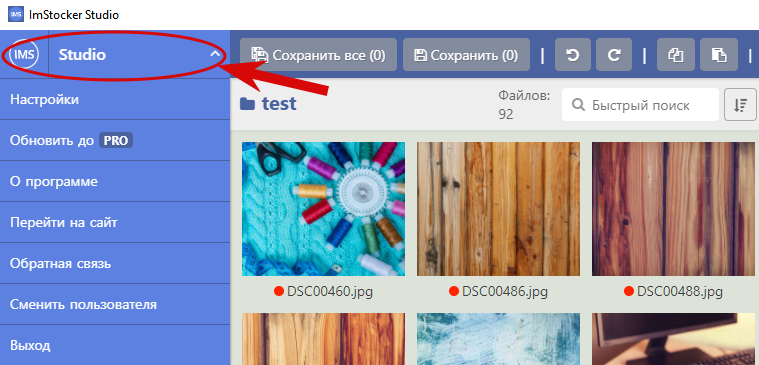 ImStocker Studio
IMS Studio
Сохранить все (0) Сохранить (0)
Настройки
Обновить до PRO
О программе
Перейти на сайт
Обратная связь
Сменить пользователя
Выход
test
Файлов:
92
Быстрый поиск
DSC00460.jpg DSC00486.jpg DSC00488.jpg